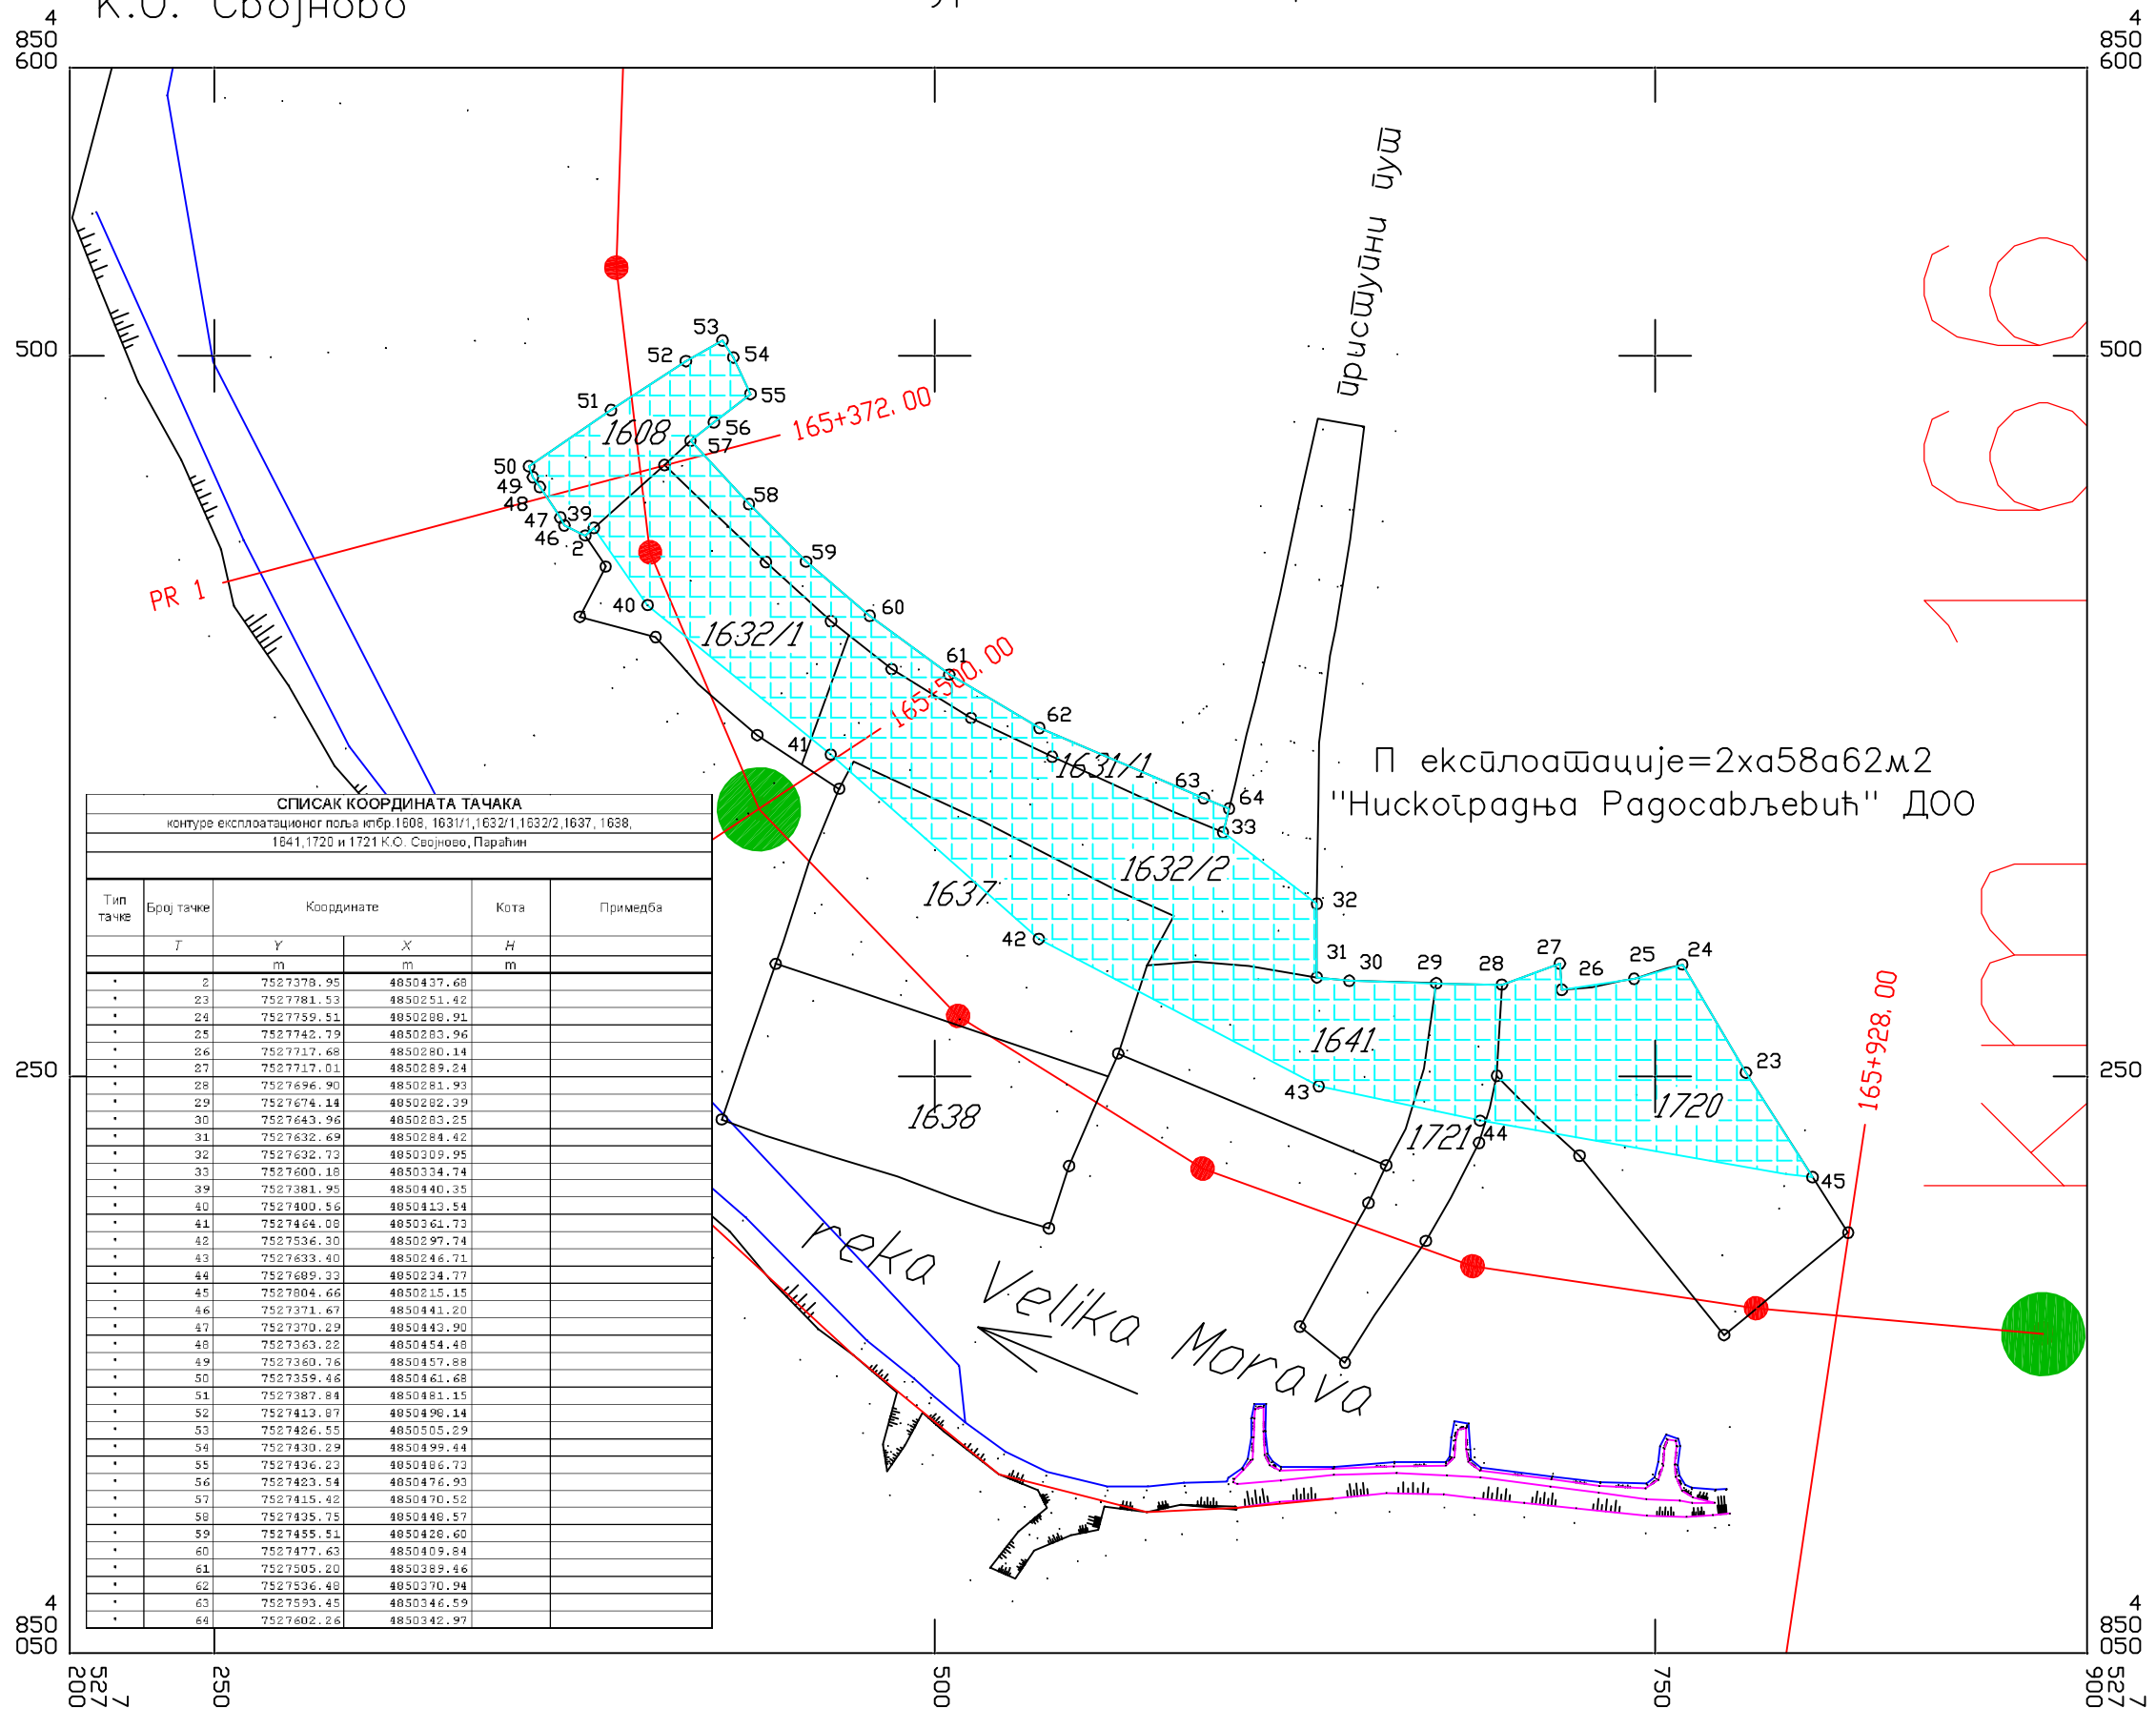 К.О. Својново
4
850
600
4
850
600
500
500
250
250
4
850
050
4
850
050
7
527
200
250
500
750
7
527
900
53
52
54
55
51
56
57
1608
165+372.00
50
49
48
47
39
46
2
58
59
PR 1
40
60
1632/1
61
165+500.00
62
41
1631/1
63
64
33
1632/2
32
1637
42
31
30
29
28
27
26
25
24
1641
43
23
1720
1721
44
45
1638
приступни пут
165+928.00
Km 166
П експлоатације=2ха58а62м2
"Нискоградња Радосављевић" ДОО
reka Velika Morava
СПИСАК КООРДИНАТА ТАЧАКА
контуре експлоатационог поља кпбр.1608, 1631/1,1632/1,1632/2,1637, 1638,
1641,1720 и 1721 К.О. Својново, Параћин
Тип тачке Број тачке Координате Кота Примедба
T Y X H
m m m
• 2 7527378.95 4850437.68
• 23 7527781.53 4850251.42
• 24 7527759.51 4850288.91
• 25 7527742.79 4850283.96
• 26 7527717.68 4850280.14
• 27 7527717.01 4850289.24
• 28 7527696.90 4850281.93
• 29 7527674.14 4850282.39
• 30 7527643.96 4850283.25
• 31 7527632.69 4850284.42
• 32 7527632.73 4850309.95
• 33 7527600.18 4850334.74
• 39 7527381.95 4850440.35
• 40 7527400.56 4850413.54
• 41 7527464.08 4850361.73
• 42 7527536.30 4850297.74
• 43 7527633.40 4850246.71
• 44 7527689.33 4850234.77
• 45 7527804.66 4850215.15
• 46 7527371.67 4850441.20
• 47 7527370.29 4850443.90
• 48 7527363.22 4850454.48
• 49 7527360.76 4850457.88
• 50 7527359.46 4850461.68
• 51 7527387.84 4850481.15
• 52 7527413.87 4850498.14
• 53 7527426.55 4850505.29
• 54 7527430.29 4850499.44
• 55 7527436.23 4850486.73
• 56 7527423.54 4850476.93
• 57 7527415.42 4850470.52
• 58 7527435.75 4850448.57
• 59 7527455.51 4850428.60
• 60 7527477.63 4850409.84
• 61 7527505.20 4850389.46
• 62 7527536.48 4850370.94
• 63 7527593.45 4850346.59
• 64 7527602.26 4850342.97